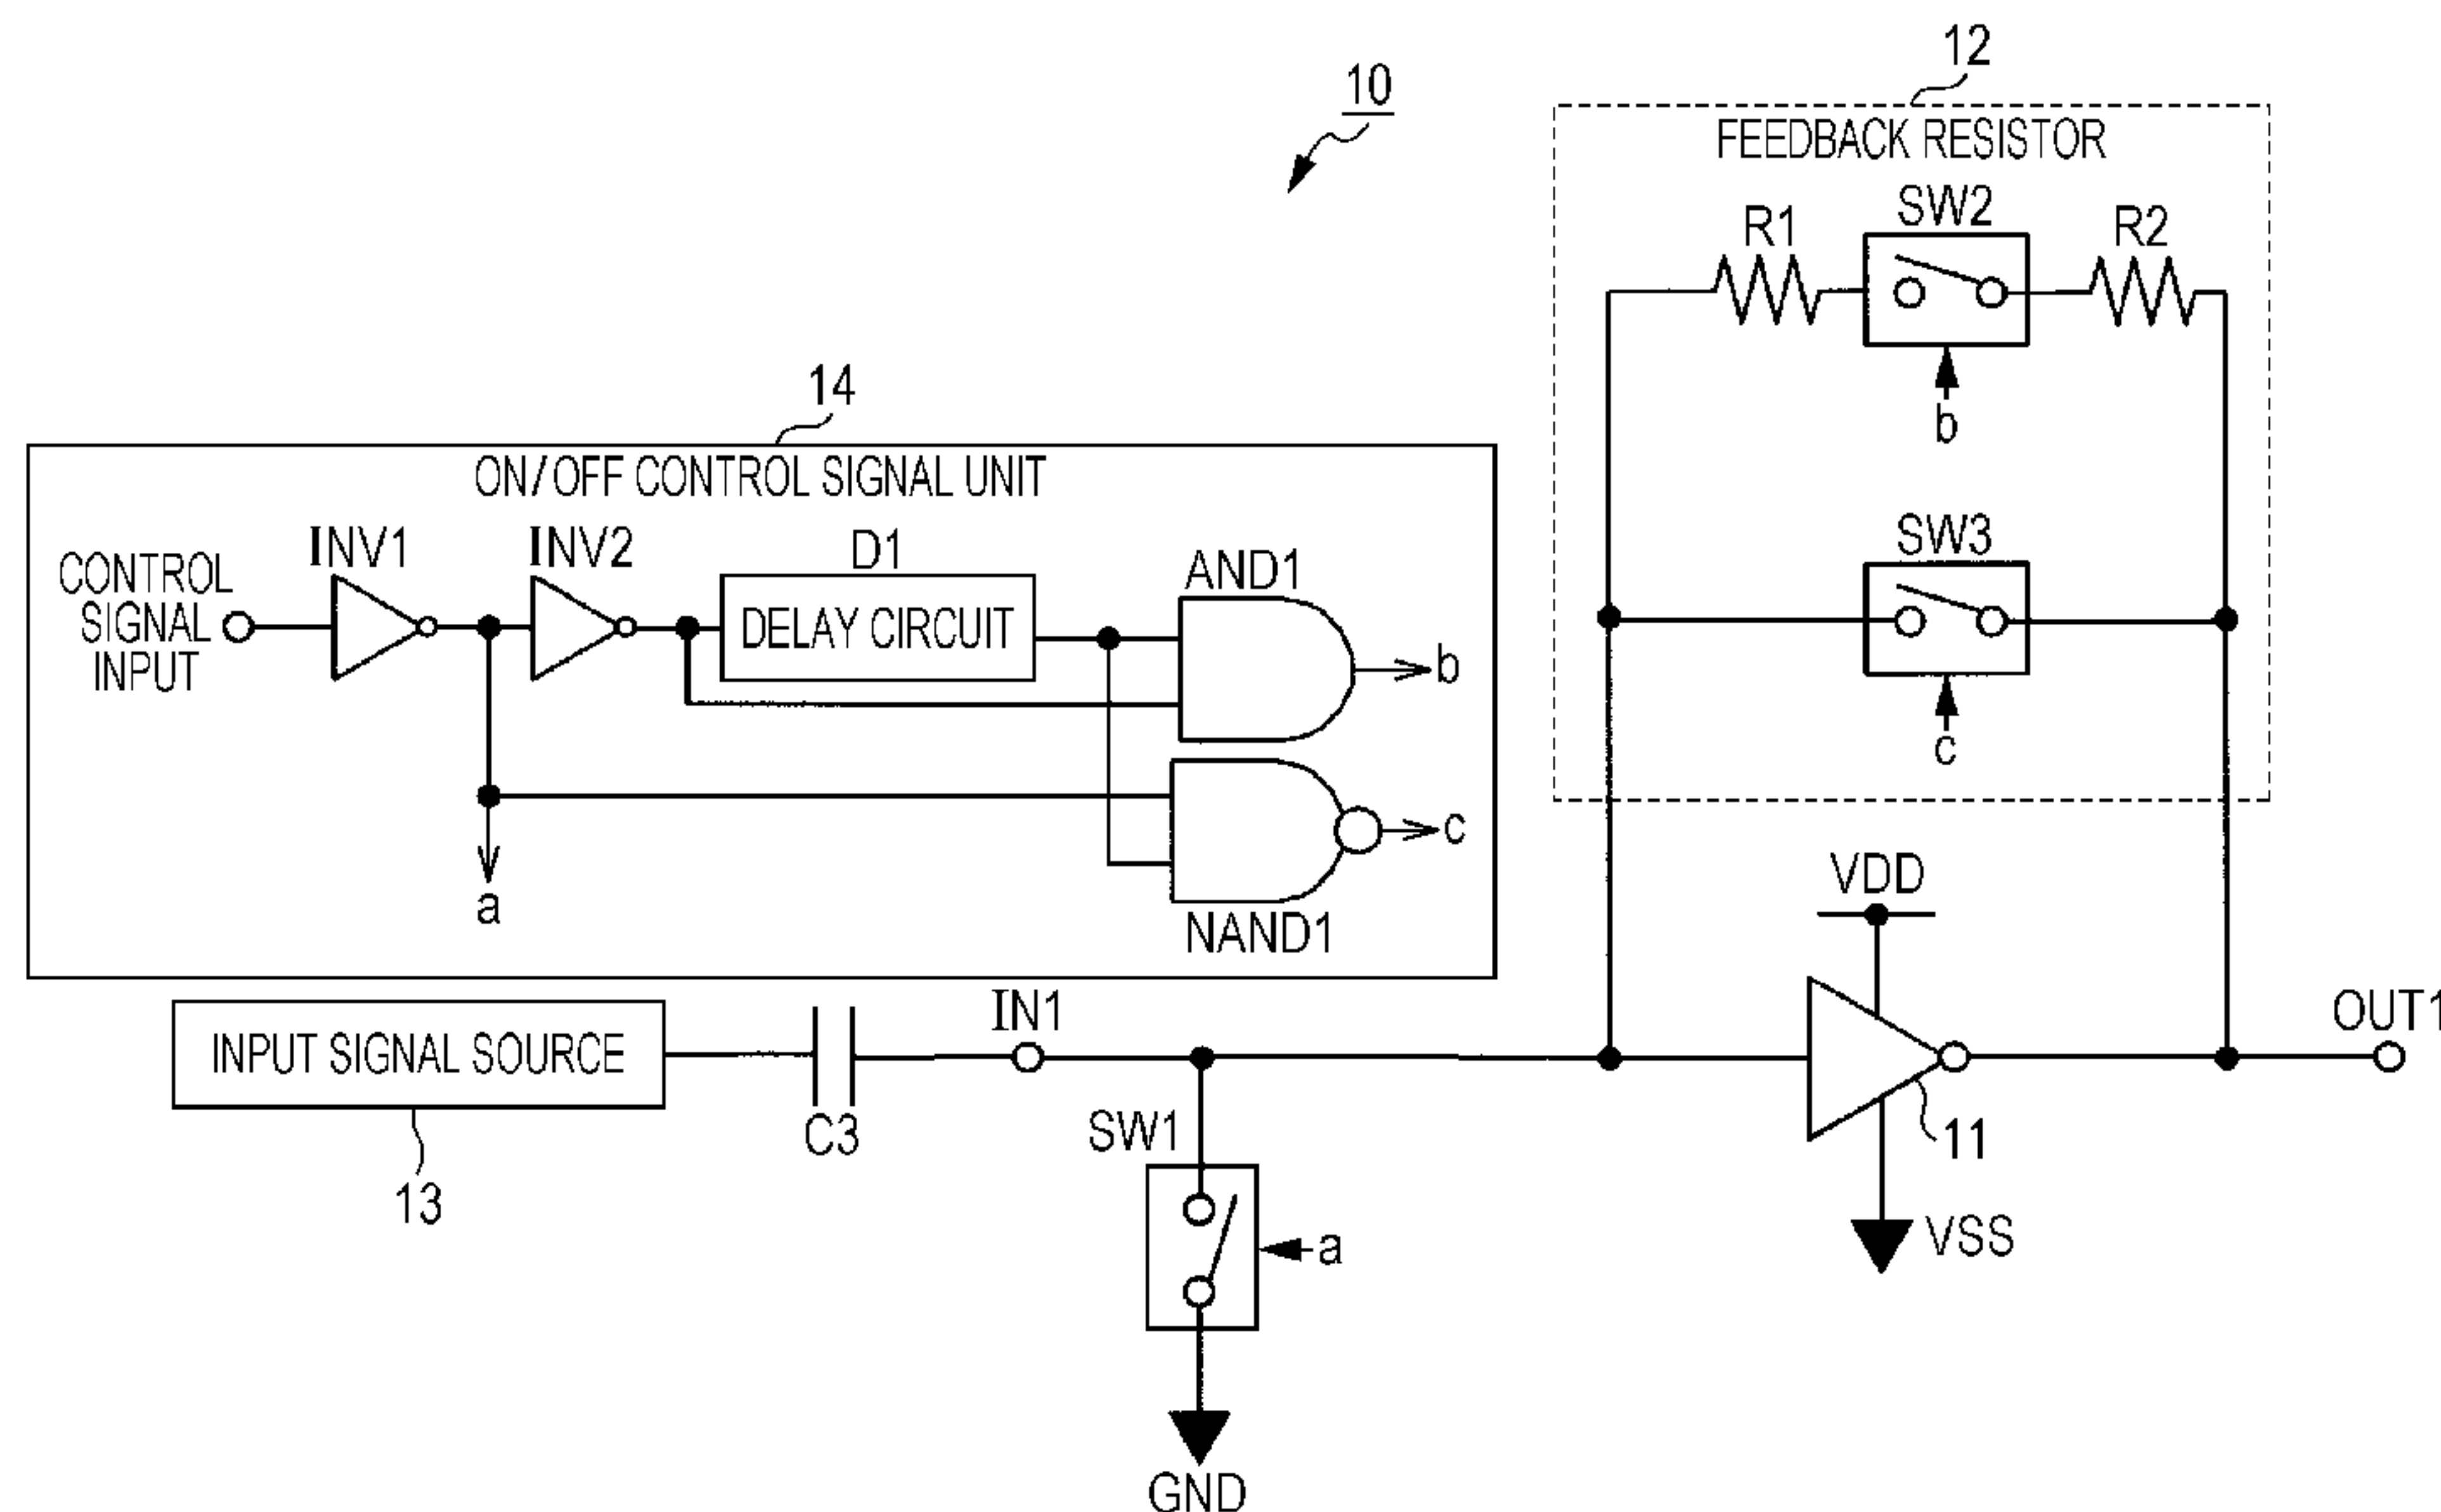 12
10
FEEDBACK RESISTOR
SW2
R1
R2
b
SW3
c
14
ON/OFF CONTROL SIGNAL UNIT
CONTROL
SIGNAL
INPUT
INV1
INV2
D1
DELAY CIRCUIT
AND1
b
c
NAND1
a
VDD
INPUT SIGNAL SOURCE
13
C3
IN1
SW1
a
GND
11
VSS
OUT1